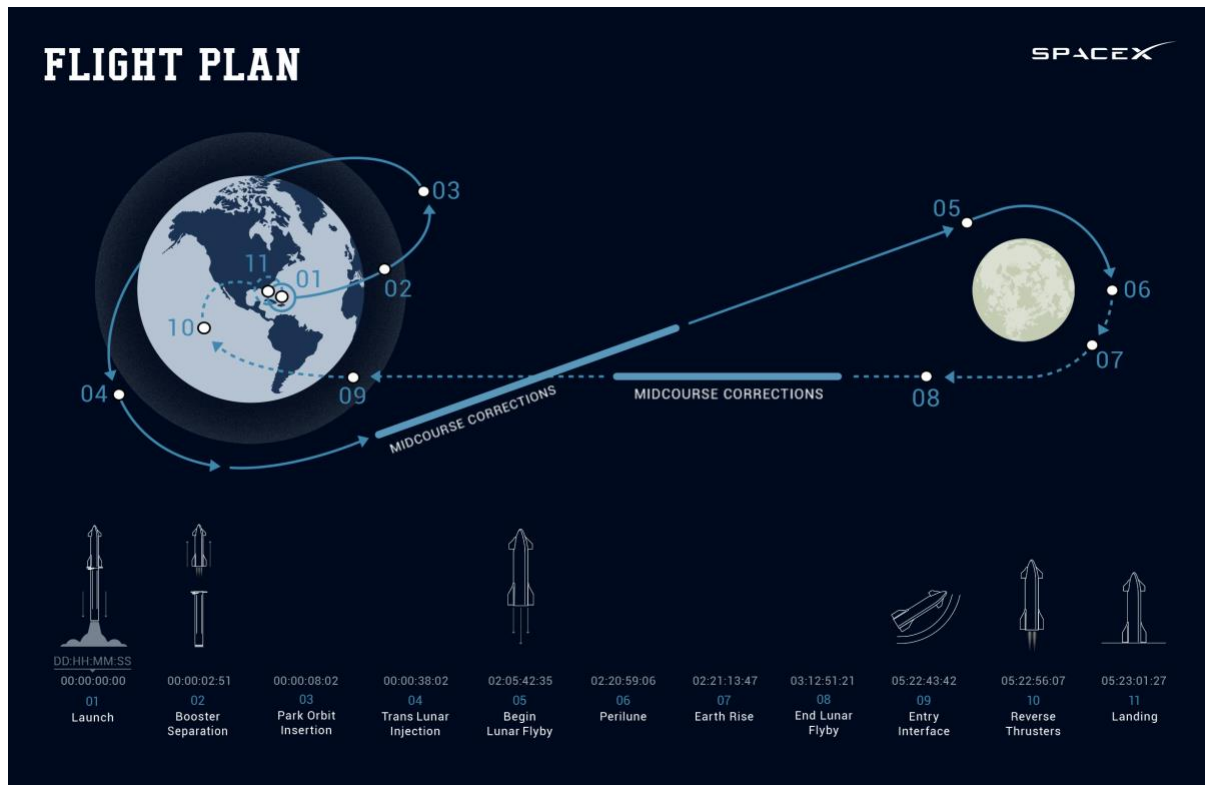 FLIGHT PLAN
SPACEX
03
05
11
01
02
06
10
07
04
09
08
MIDCOURSE CORRECTIONS
MIDCOURSE CORRECTIONS
DD:HH:MM:SS
00:00:00:00
01
Launch
00:00:02:51
02
Booster
Separation
00:00:08:02
03
Park Orbit
Insertion
00:00:38:02
04
Trans Lunar
Injection
02:05:42:35
05
Begin
Lunar Flyby
02:20:59:06
06
Perilune
02:21:13:47
07
Earth Rise
03:12:51:21
08
End Lunar
Flyby
05:22:43:42
09
Entry
Interface
05:22:56:07
10
Reverse
Thrusters
05:23:01:27
11
Landing